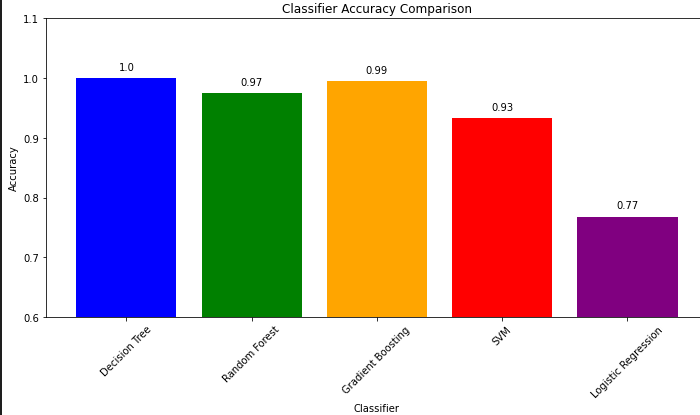 Classifier Accuracy Comparison
1.1
1.0
0.9
0.8
0.7
0.6
Accuracy
1.0
0.97
0.99
0.93
0.77
Decision Tree
Random Forest
Gradient Boosting
SVM
Logistic Regression
Classifier